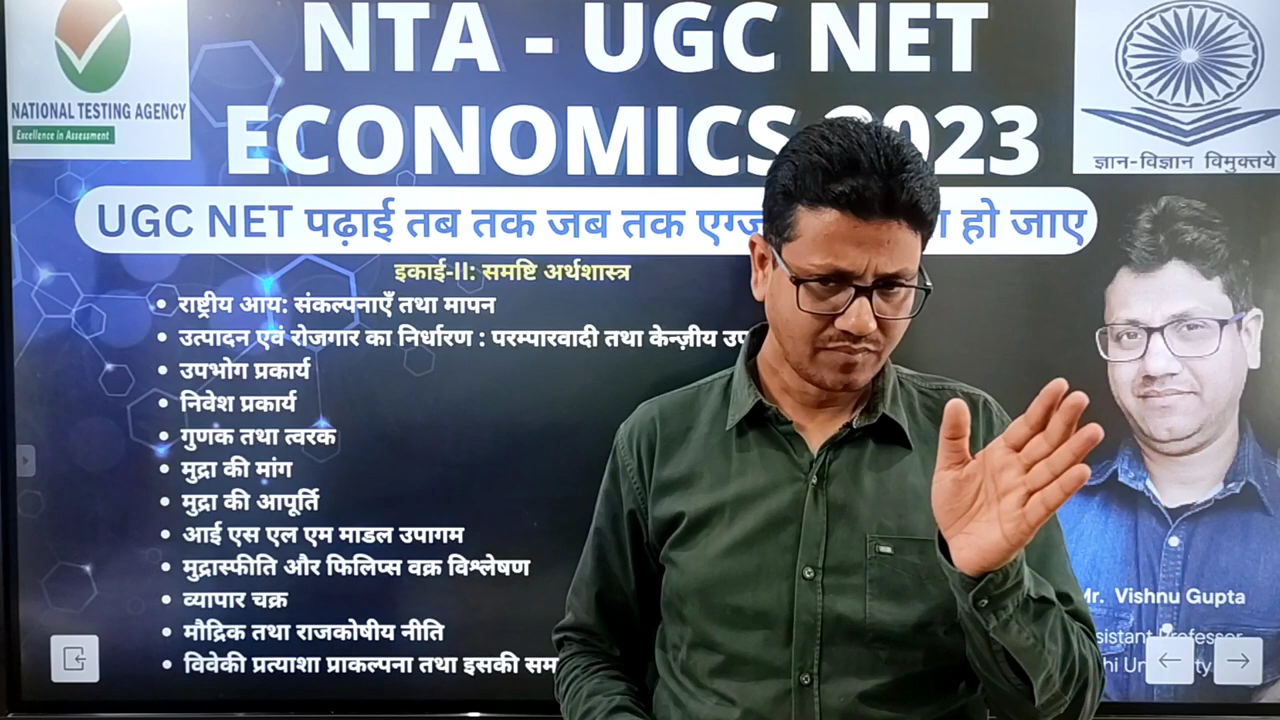 NTA - UGC NET
ECONOMICS 2023
NATIONAL TESTING AGENCY
Excellence in Assessment
ज्ञान-विज्ञान विमुक्तये
UGC NET पढ़ाई तब तक जब तक हो जाए
इकाई-II: समष्टि अर्थशास्त्र
• राष्ट्रीय आय: संकल्पनाएँ तथा मापन
• उत्पादन एवं रोजगार का निर्धारण : परम्पारवादी तथा केन्ज़ीय
• उपभोग प्रकार्य
• निवेश प्रकार्य
• गुणक तथा त्वरक
• मुद्रा की मांग
• मुद्रा की आपूर्ति
• आई एस एल एम माडल उपागम
• मुद्रास्फीति और फिलिप्स वक्र विश्लेषण
• व्यापार चक्र
• मौद्रिक तथा राजकोषीय नीति
• विवेकी प्रत्याशा प्राकल्पना तथा इसकी
Mr. Vishnu Gupta
Professor